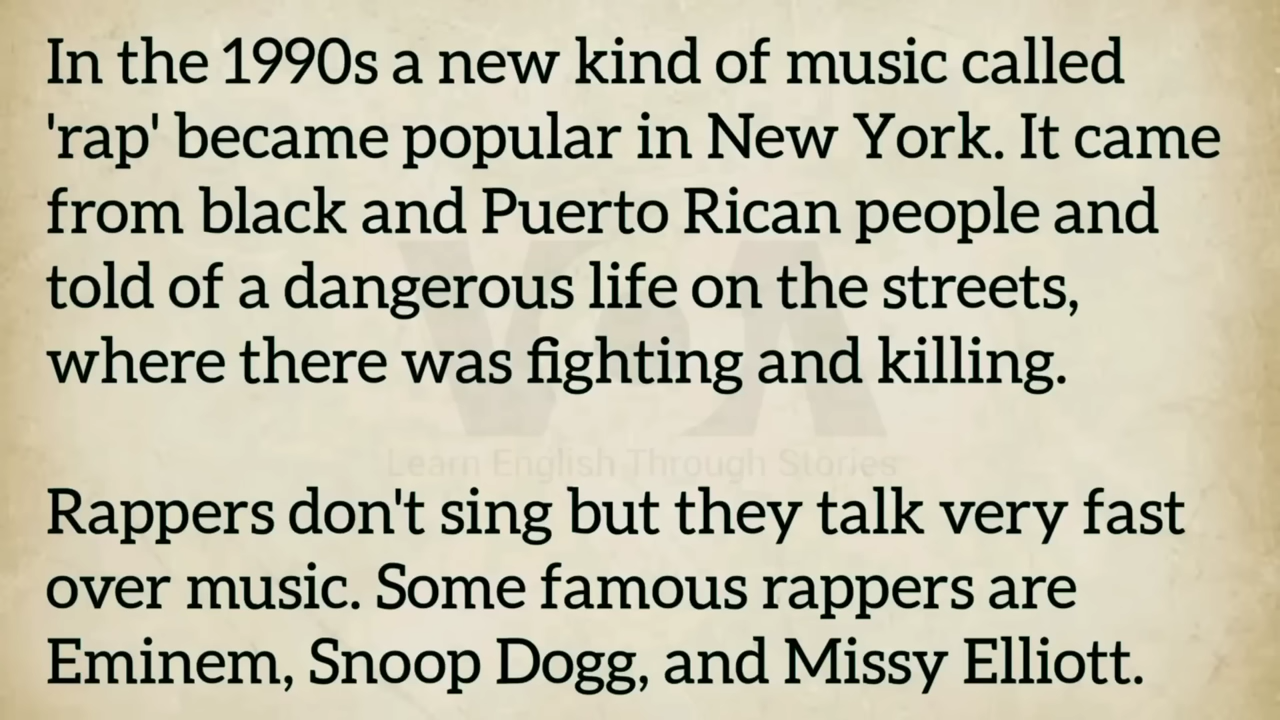 In the 1990s a new kind of music called
'rap' became popular in New York. It came
from black and Puerto Rican people and
told of a dangerous life on the streets,
where there was fighting and killing.
VOA
Learn English Through Stories
Rappers don't sing but they talk very fast
over music. Some famous rappers are
Eminem, Snoop Dogg, and Missy Elliott.